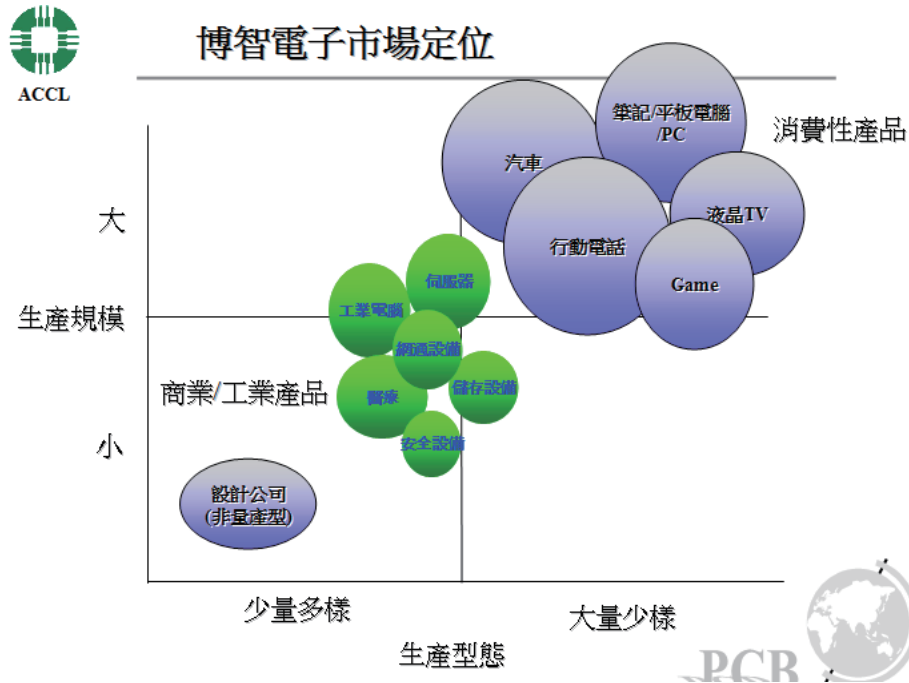 博智電子市場定位
ACCL
筆記/平板電腦
/PC
消費性產品
汽車
液晶TV
大
行動電話
伺服器
Game
工業電腦
生產規模
網通設備
商業/工業產品
醫療
儲存設備
小
安全設備
設計公司
(非量產型)
少量多樣
大量少樣
生產型態
PCB